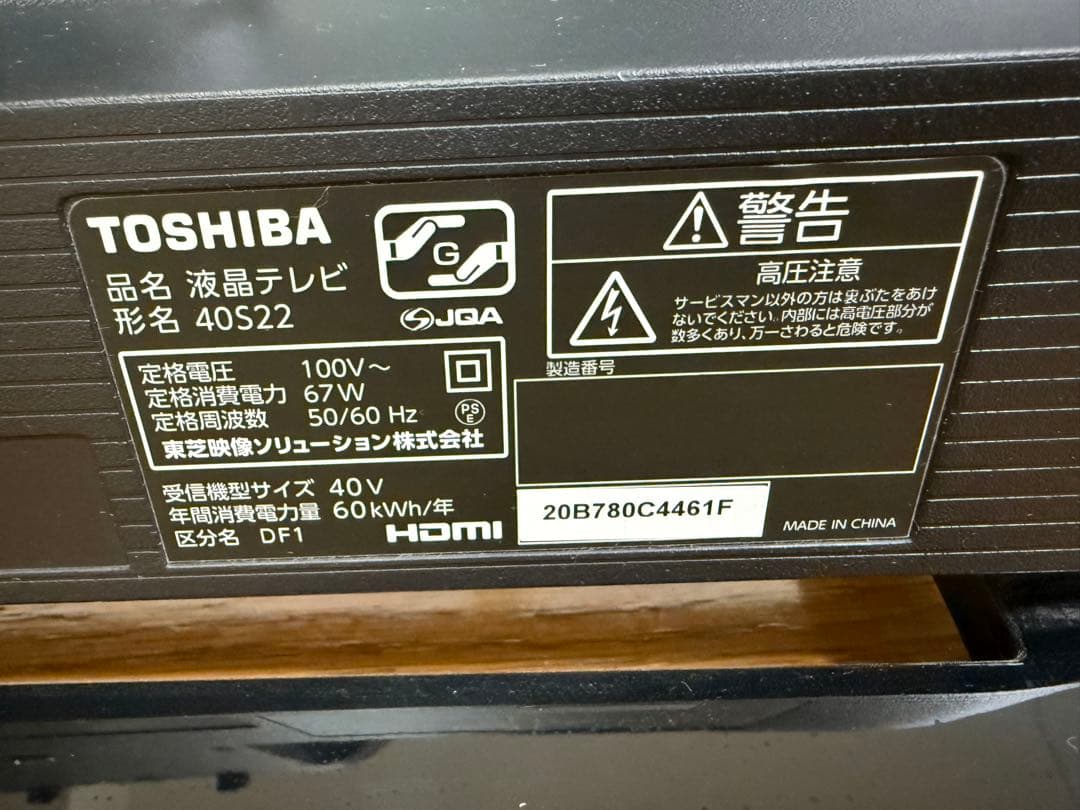 TOSHIBA
品名 液晶テレビ
形名 40S22
G
JQA
定格電圧 100V～
定格消費電力 67W
定格周波数 50/60 Hz
PS
E
東芝映像ソリューション株式会社
受信機型サイズ 40V
年間消費電力量 60kWh/年
区分名 DF1
HDMI
警告
高圧注意
サービスマン以外の方は裏ぶたをあけ
ないでください。内部には高電圧部分が
数多くあり、万一さわると危険です。
製造番号
20B780C4461F
MADE IN CHINA